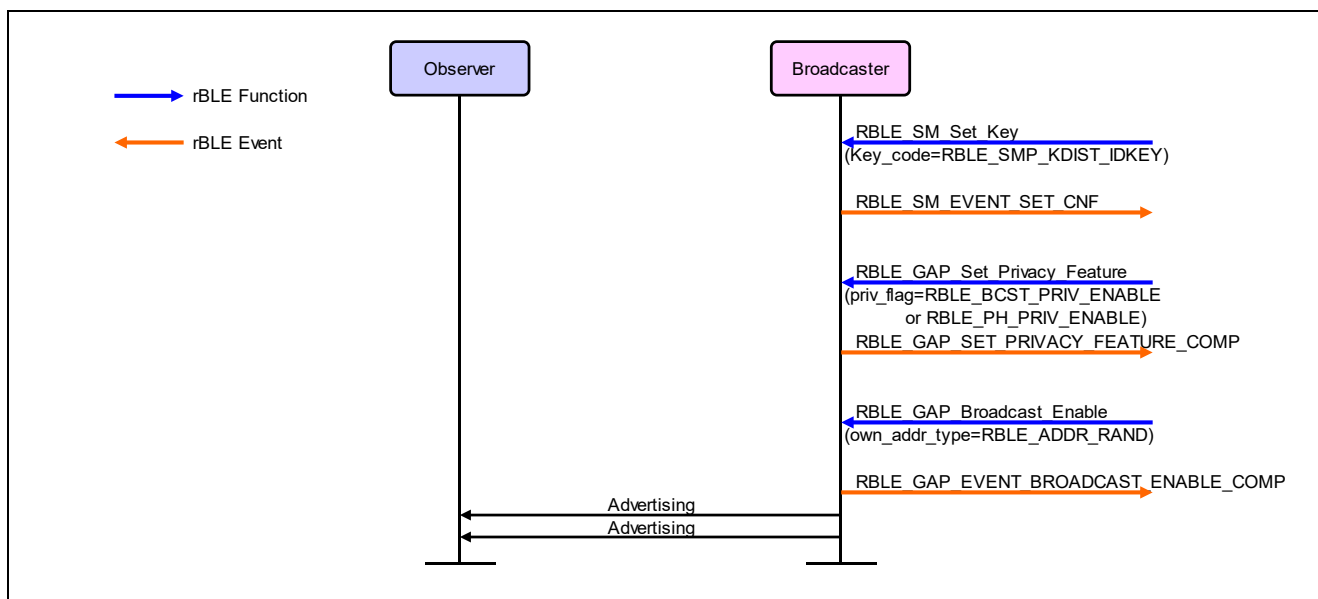 Observer
Broadcaster
rBLE Function
rBLE Event
RBLE_SM_Set_Key
(Key_code=RBLE_SMP_KDIST_IDKEY)
RBLE_SM_EVENT_SET_CNF
RBLE_GAP_Set_Privacy_Feature
(priv_flag=RBLE_BCST_PRIV_ENABLE
or RBLE_PH_PRIV_ENABLE)
RBLE_GAP_SET_PRIVACY_FEATURE_COMP
RBLE_GAP_Broadcast_Enable
(own_addr_type=RBLE_ADDR_RAND)
RBLE_GAP_EVENT_BROADCAST_ENABLE_COMP
Advertising
Advertising